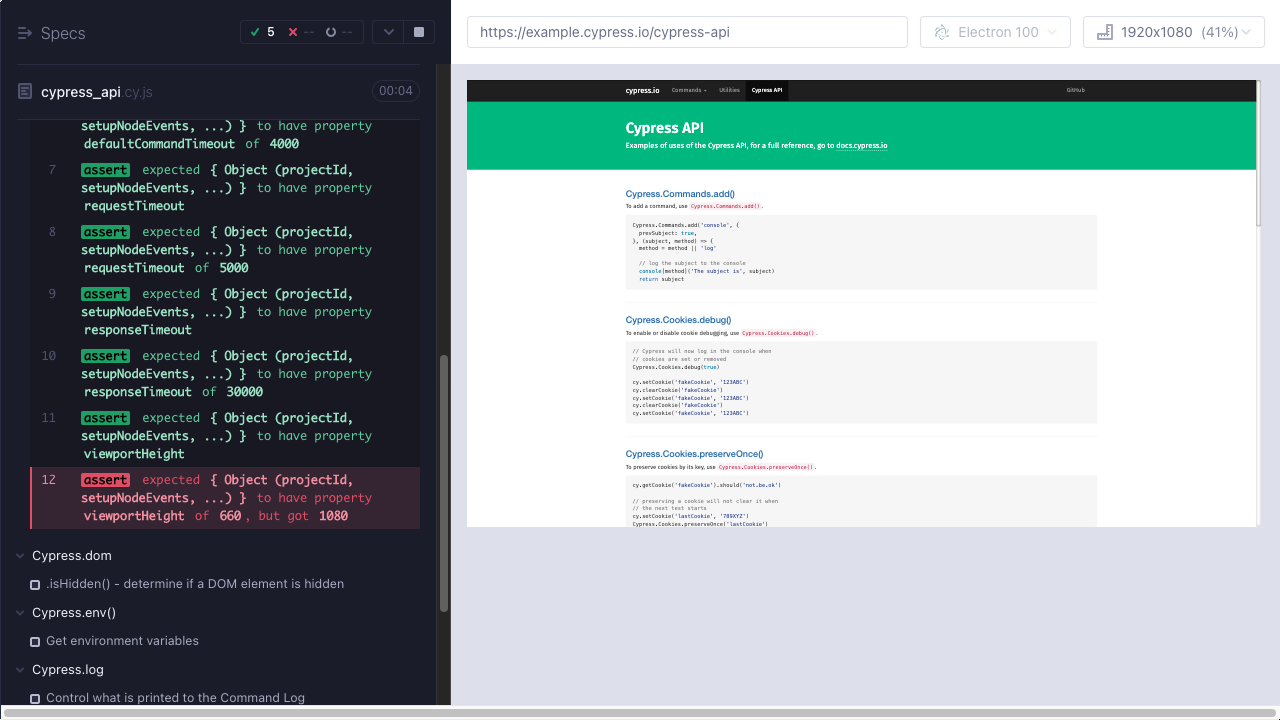 Specs
5
--
--
cypress_api.cy.js
00:04
setupNodeEvents, ...) } to have property
defaultCommandTimeout of 4000
7 assert expected { Object (projectId,
setupNodeEvents, ...) } to have property
requestTimeout
8 assert expected { Object (projectId,
setupNodeEvents, ...) } to have property
requestTimeout of 5000
9 assert expected { Object (projectId,
setupNodeEvents, ...) } to have property
responseTimeout
10 assert expected { Object (projectId,
setupNodeEvents, ...) } to have property
responseTimeout of 30000
11 assert expected { Object (projectId,
setupNodeEvents, ...) } to have property
viewportHeight
assert expected { Object (projectId,
setupNodeEvents, ...) } to have property
viewportHeight of 660, but got 1080
Cypress.dom
.isHidden() - determine if a DOM element is hidden
Cypress.env()
Get environment variables
Cypress.log
Control what is printed to the Command Log
https://example.cypress.io/cypress-api
Electron 100
1920x1080 (41%)
cypress.io
Commands
Utilities
Cypress API
GitHub
Cypress API
Examples of uses of the Cypress API, for a full reference, go to docs.cypress.io
Cypress.Commands.add()
To add a command, use Cypress.Commands.add().
Cypress.Commands.add('console', {
prevSubject: true,
}, (subject, method) => {
method = method || 'log'
// log the subject to the console
console[method]('The subject is', subject)
return subject
Cypress.Cookies.debug()
To enable or disable cookie debugging, use Cypress.Cookies.debug().
// Cypress will now log in the console when
// cookies are set or removed
Cypress.Cookies.debug(true)
cy.setCookie('fakeCookie', '123ABC')
cy.clearCookie('fakeCookie')
cy.setCookie('fakeCookie', '123ABC')
cy.clearCookie('fakeCookie')
cy.setCookie('fakeCookie', '123ABC')
Cypress.Cookies.preserveOnce()
To preserve cookies by its key, use Cypress.Cookies.preserveOnce().
cy.getCookie('fakeCookie').should('not.be.ok')
// preserving a cookie will not clear it when
// the next test starts
cy.setCookie('lastCookie', '789XYZ')
Cypress.Cookies.preserveOnce('lastCookie')